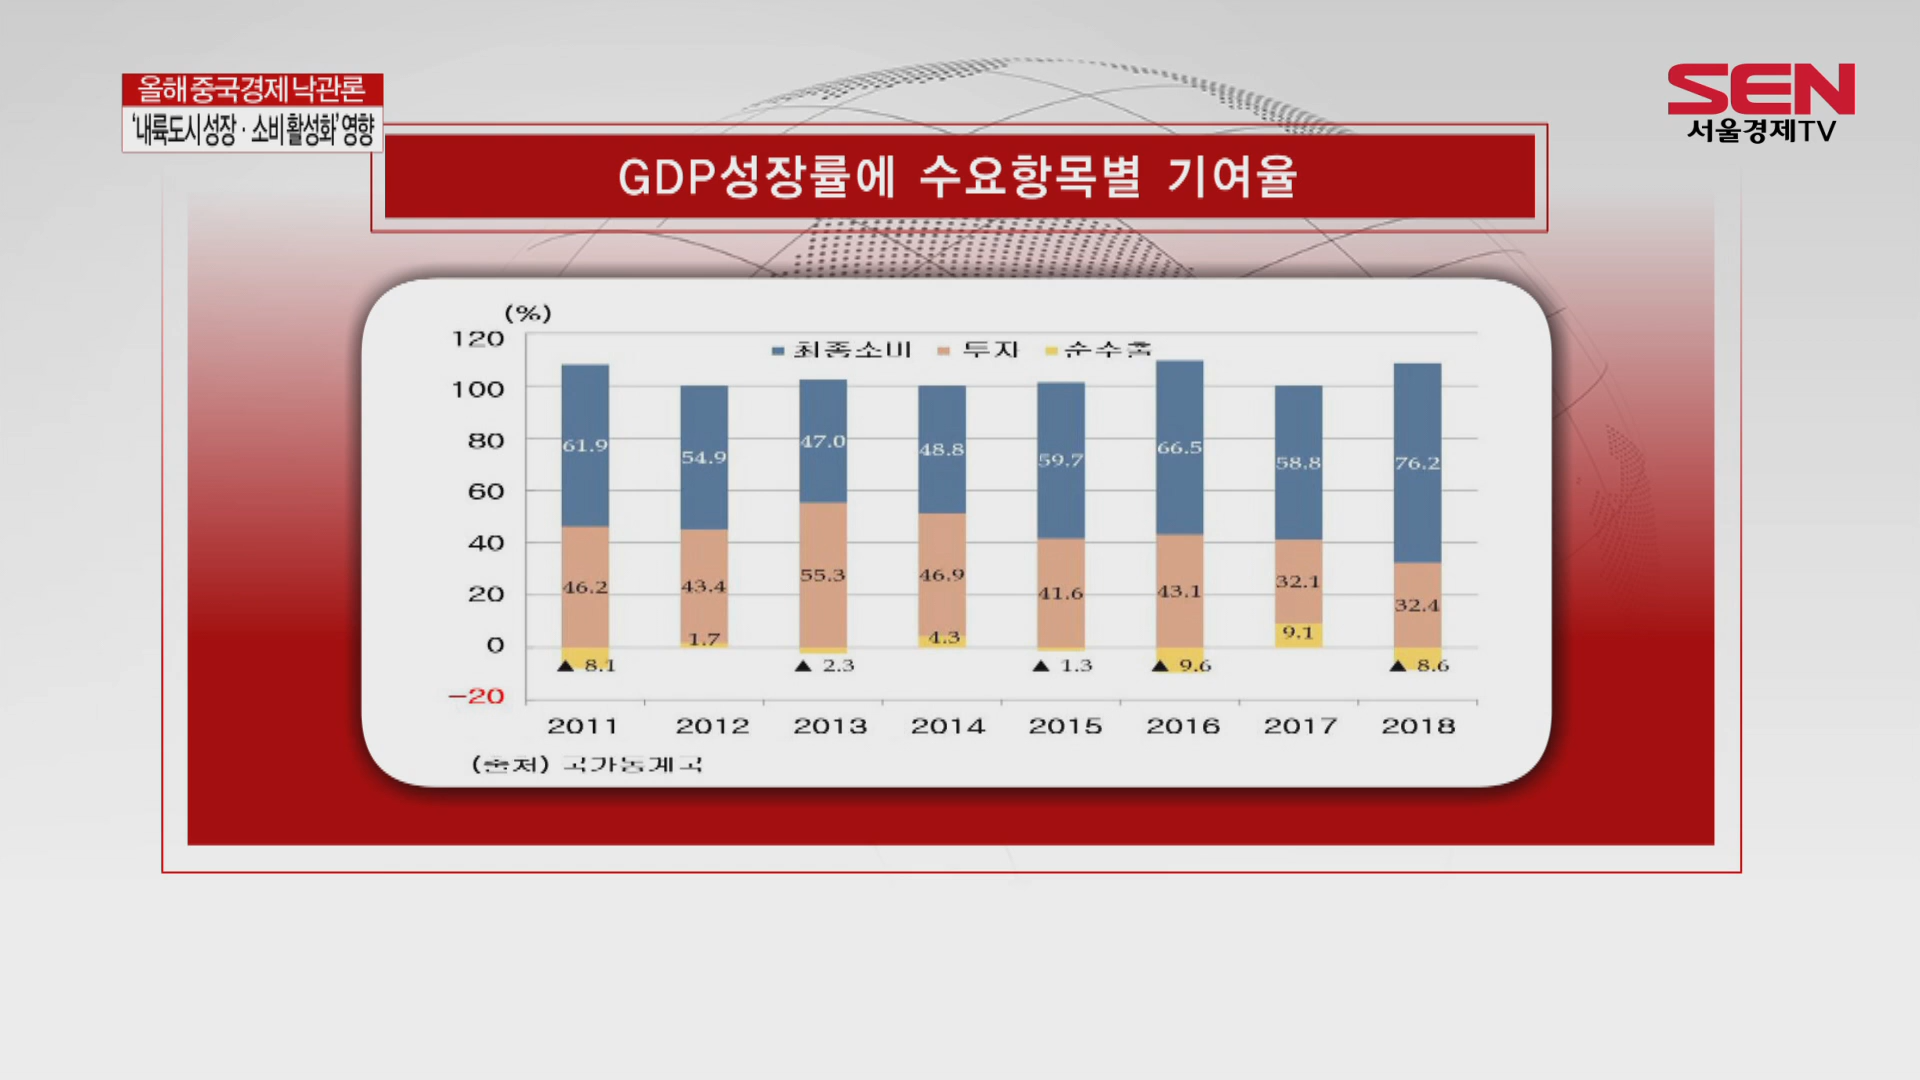 올해 중국경제 낙관론
‘내륙도시 성장 · 소비 활성화’ 영향
SEN
서울경제TV
GDP성장률에 수요항목별 기여율
(%)
최종소비 투자 순수출
120
100
80
60
40
20
0
-20
61.9 54.9 47.0 48.8 59.7 66.5 58.8 76.2
46.2 43.4 55.3 46.9 41.6 43.1 32.1 32.4
▲ 8.1 1.7 ▲ 2.3 4.3 ▲ 1.3 ▲ 9.6 9.1 ▲ 8.6
2011 2012 2013 2014 2015 2016 2017 2018
(출처) 국가통계국